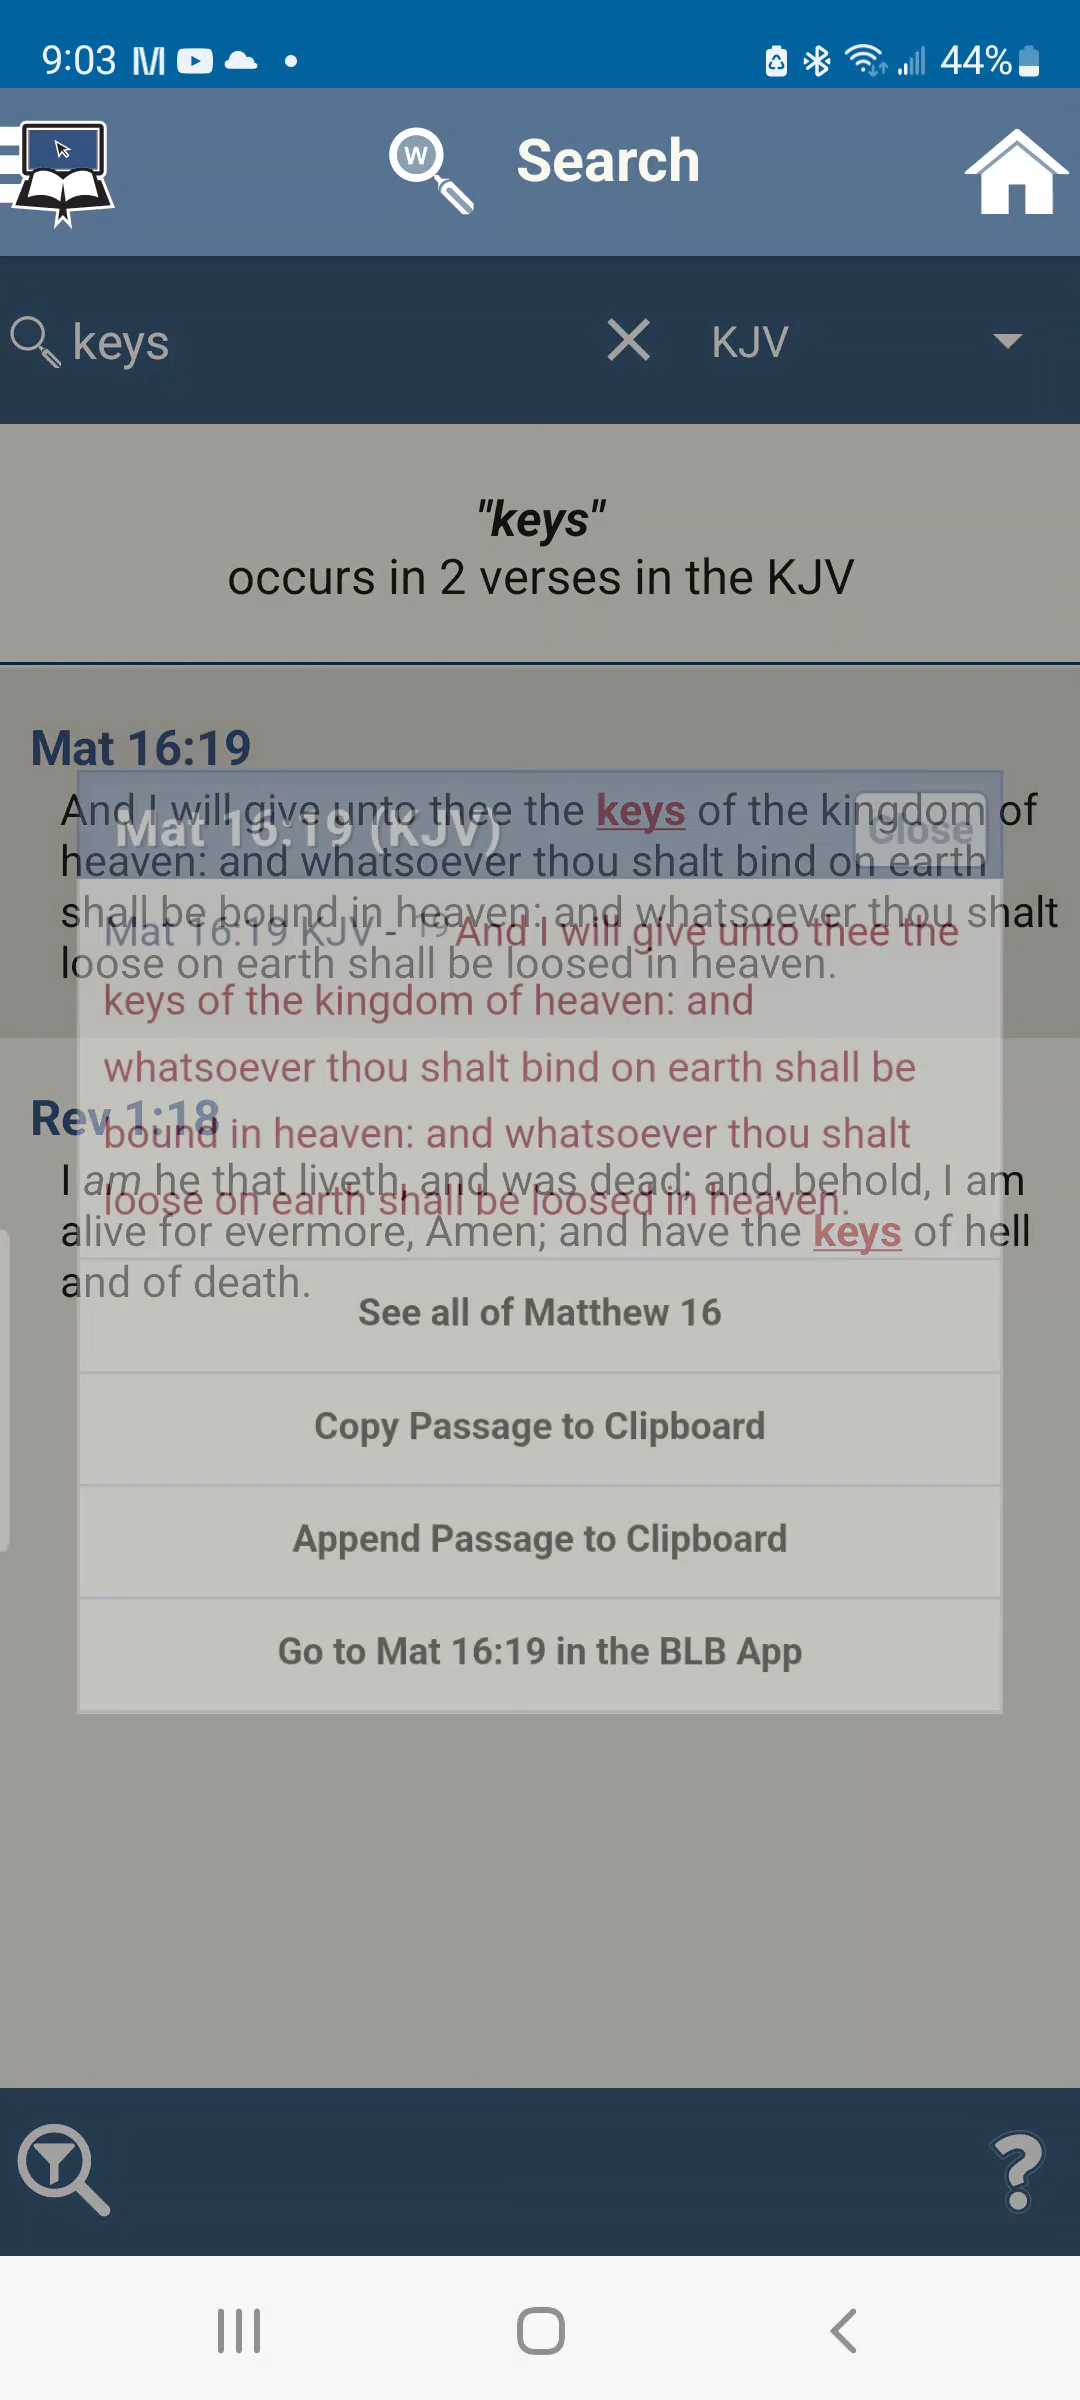 9:03
44%
W
Search
keys
KJV
"keys"
occurs in 2 verses in the KJV
Mat 16:19
And I will give unto thee the keys of the kingdom of
heaven: and whatsoever thou shalt bind on earth
shall be bound in heaven: and whatsoever thou shalt
loose on earth shall be loosed in heaven.
Rev 1:18
I am he that liveth, and was dead; and, behold, I am
alive for evermore, Amen; and have the keys of hell
and of death.
Mat 16:19 (KJV)
Close
Mat 16:19 KJV - 19 And I will give unto thee the
keys of the kingdom of heaven: and
whatsoever thou shalt bind on earth shall be
bound in heaven: and whatsoever thou shalt
loose on earth shall be loosed in heaven.
See all of Matthew 16
Copy Passage to Clipboard
Append Passage to Clipboard
Go to Mat 16:19 in the BLB App